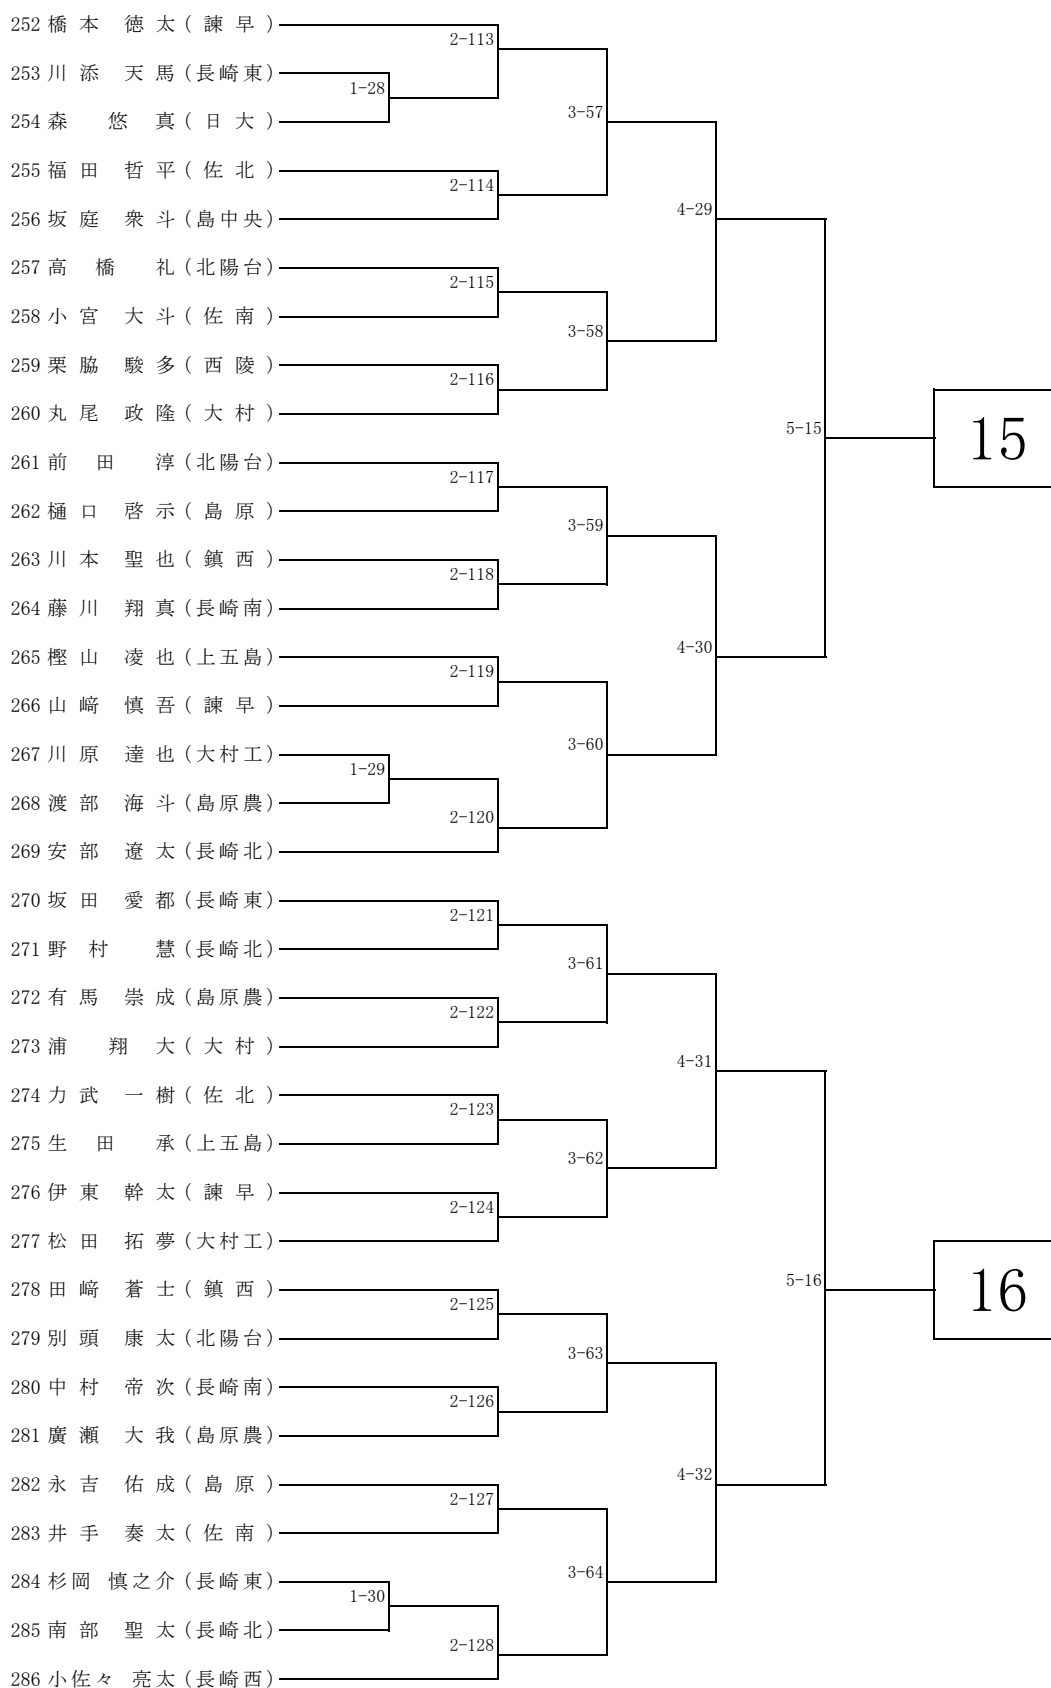 252 橋本 徳太 (諫早)
2-113
253 川添 天馬 (長崎東)
1-28
254 森 悠真 (日大)
3-57
255 福田 哲平 (佐北)
2-114
256 坂庭 衆斗 (島中央)
4-29
257 高橋 礼 (北陽台)
2-115
258 小宮 大斗 (佐南)
3-58
259 栗脇 駿多 (西陵)
2-116
260 丸尾 政隆 (大村)
5-15
15
261 前田 淳 (北陽台)
2-117
262 樋口 啓示 (島原)
3-59
263 川本 聖也 (鎮西)
2-118
264 藤川 翔真 (長崎南)
4-30
265 樫山 凌也 (上五島)
2-119
266 山﨑 慎吾 (諫早)
3-60
267 川原 達也 (大村工)
1-29
268 渡部 海斗 (島原農)
2-120
269 安部 遼太 (長崎北)
270 坂田 愛都 (長崎東)
2-121
271 野村 慧 (長崎北)
3-61
272 有馬 崇成 (島原農)
2-122
273 浦 翔大 (大村)
4-31
274 力武 一樹 (佐北)
2-123
275 生田 承 (上五島)
3-62
276 伊東 幹太 (諫早)
2-124
277 松田 拓夢 (大村工)
5-16
16
278 田﨑 蒼士 (鎮西)
2-125
279 別頭 康太 (北陽台)
3-63
280 中村 帝次 (長崎南)
2-126
281 廣瀬 大我 (島原農)
4-32
282 永吉 佑成 (島原)
2-127
283 井手 奏太 (佐南)
3-64
284 杉岡 慎之介 (長崎東)
1-30
285 南部 聖太 (長崎北)
2-128
286 小佐々 亮太 (長崎西)